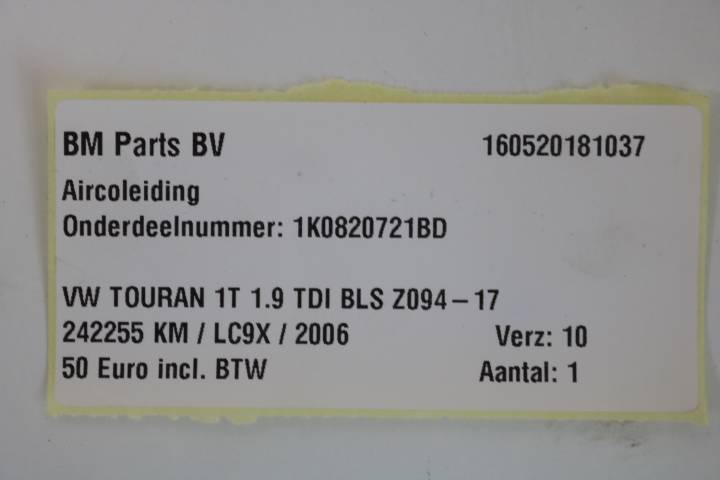 BM Parts BV 160520181037
Aircoleiding
Onderdeelnummer: 1K0820721BD
VW TOURAN 1T 1.9 TDI BLS Z094-17
242255 KM / LC9X / 2006 Verz: 10
50 Euro incl. BTW Aantal: 1